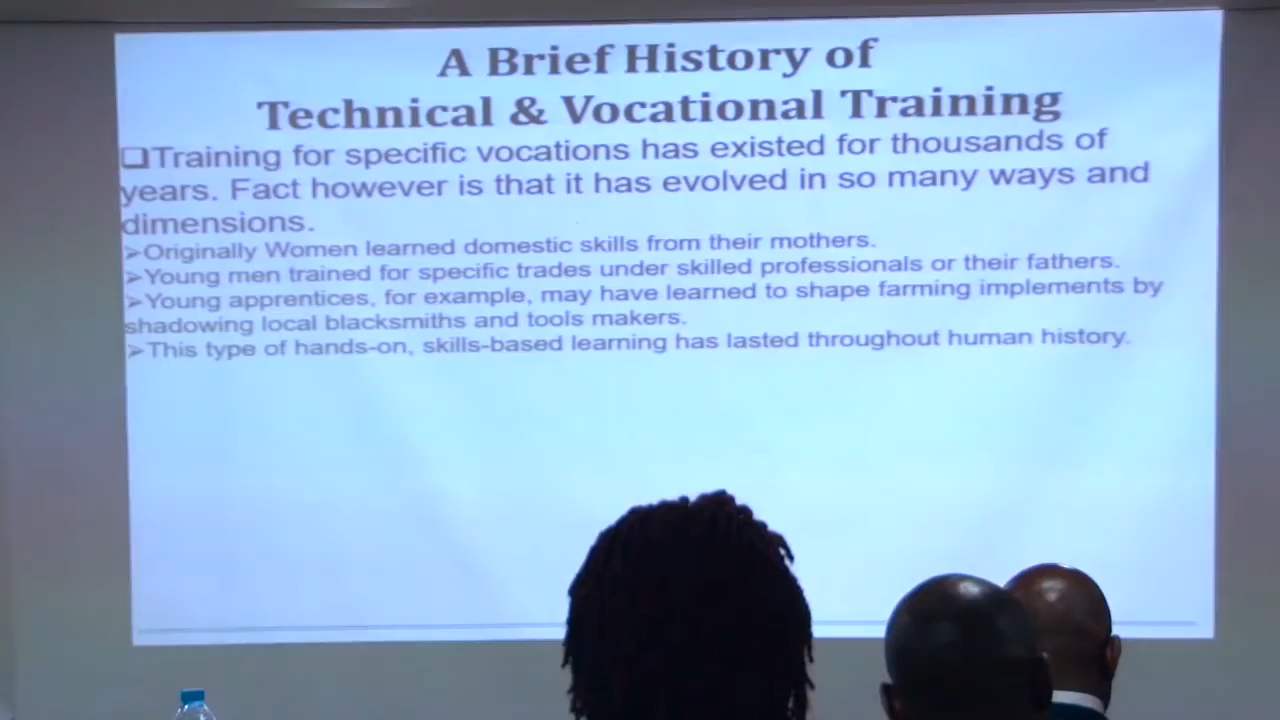 A Brief History of
Technical & Vocational Training
❑Training for specific vocations has existed for thousands of
years. Fact however is that it has evolved in so many ways and
dimensions.
➢Originally Women learned domestic skills from their mothers.
➢Young men trained for specific trades under skilled professionals or their fathers.
➢Young apprentices, for example, may have learned to shape farming implements by
shadowing local blacksmiths and tools makers.
➢This type of hands-on, skills-based learning has lasted throughout human history.